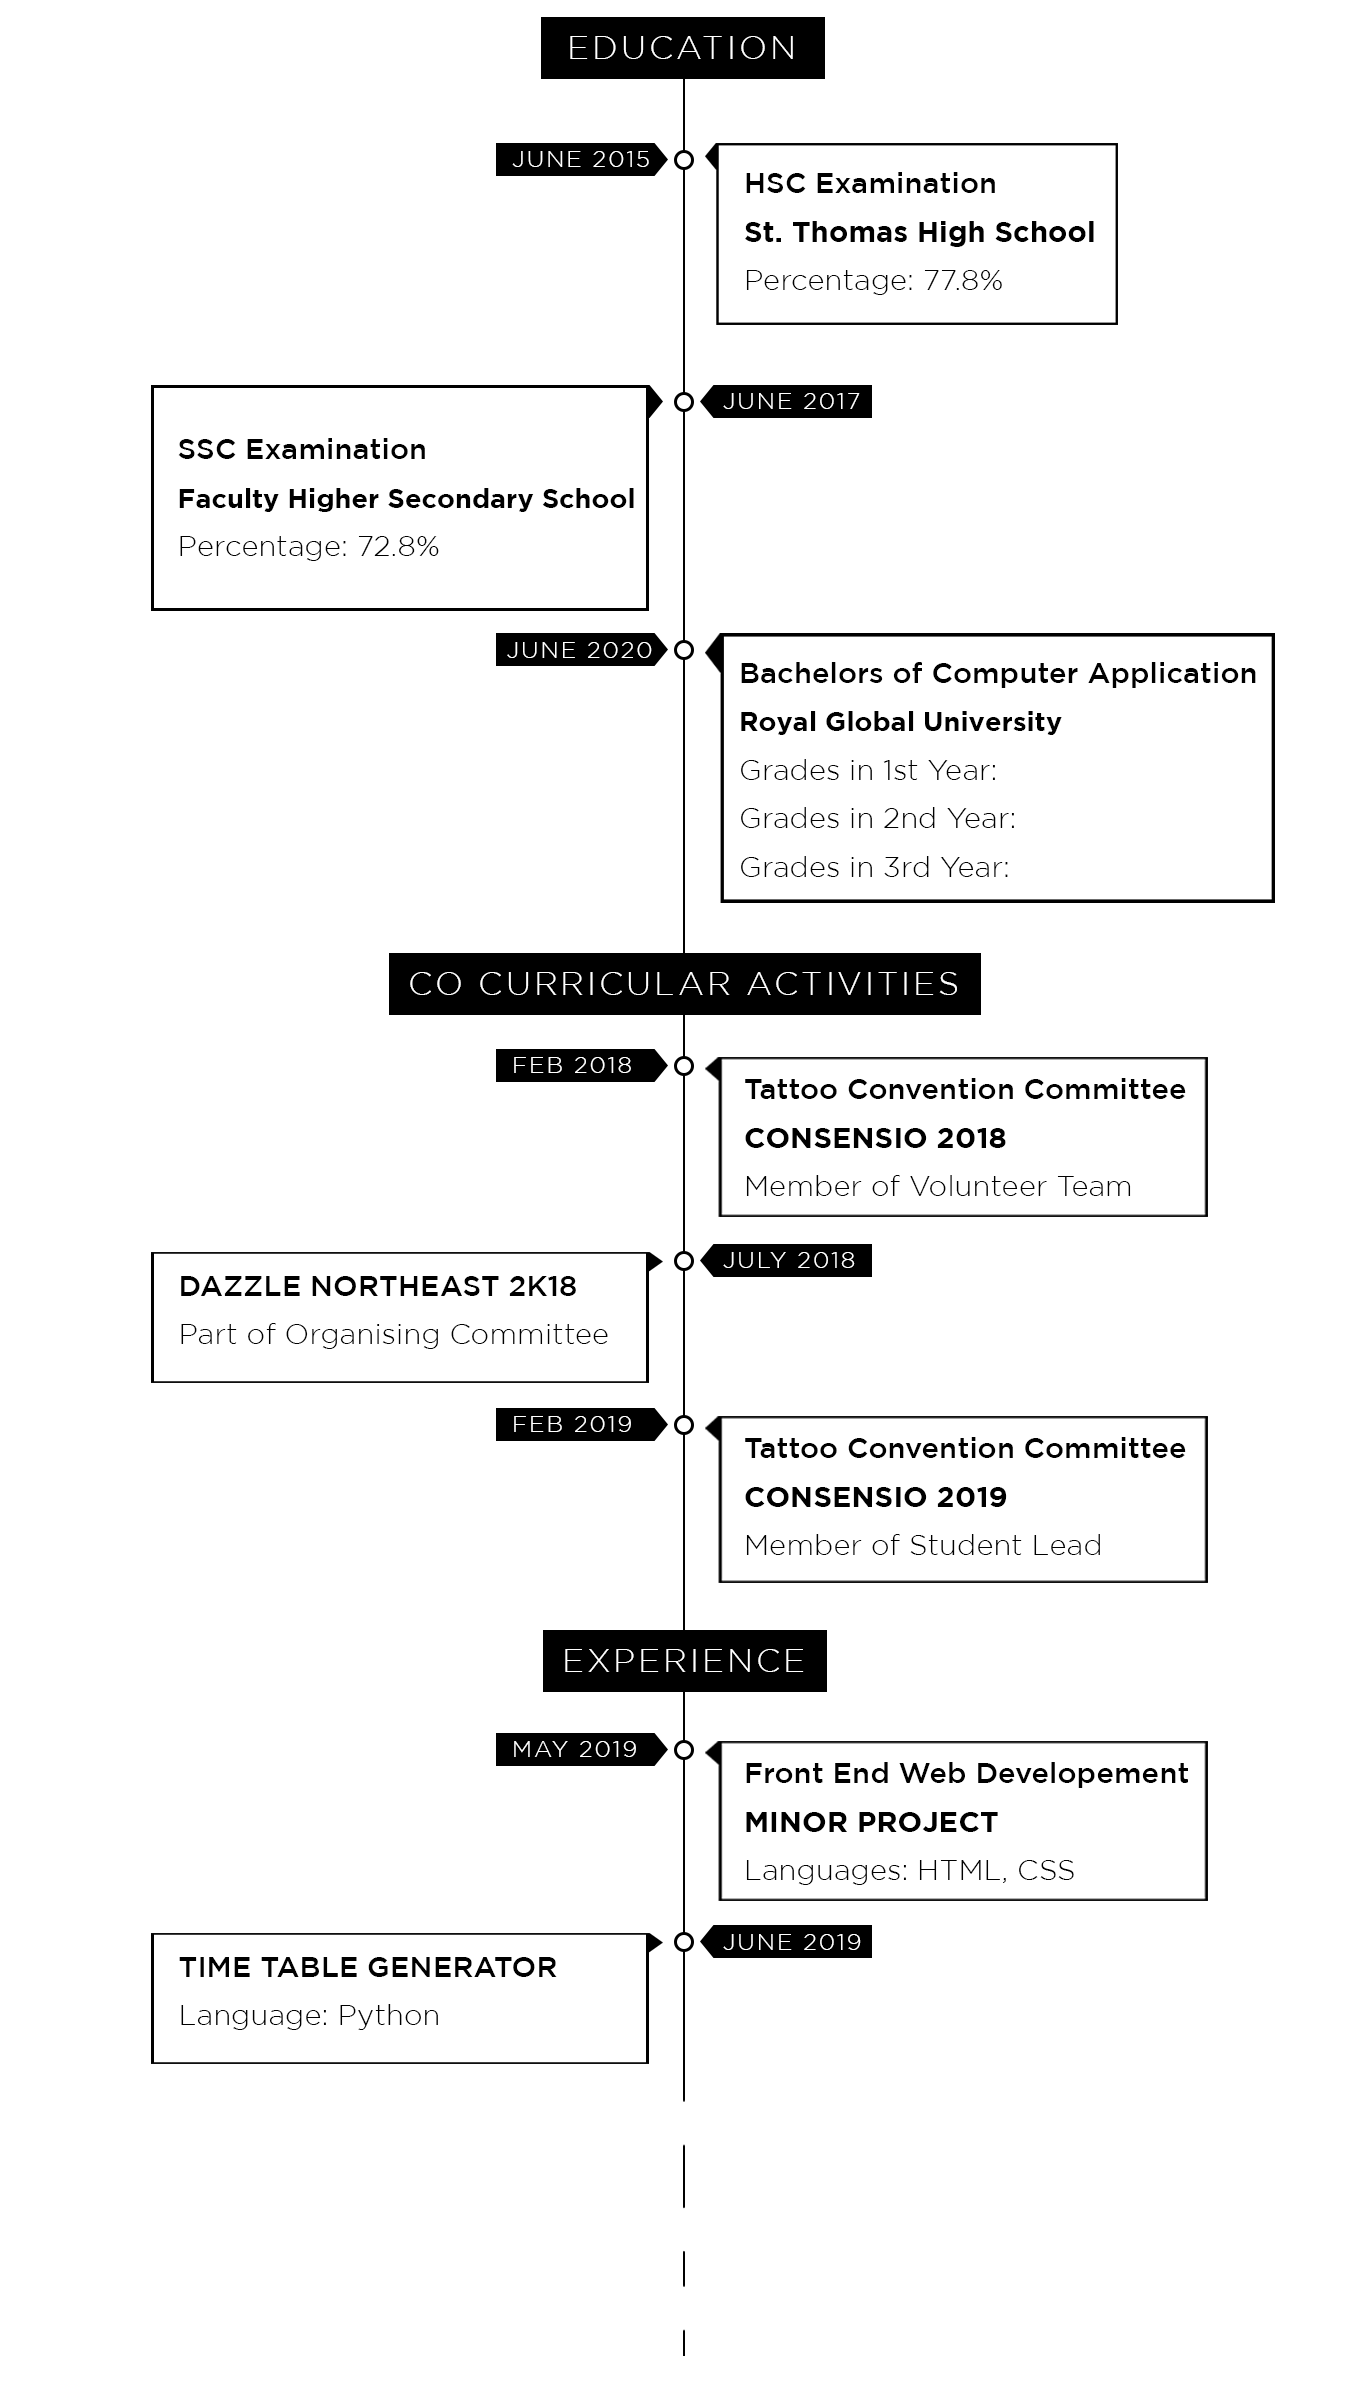 EDUCATION
JUNE 2015
HSC Examination
St. Thomas High School
Percentage: 77.8%
JUNE 2017
SSC Examination
Faculty Higher Secondary School
Percentage: 72.8%
JUNE 2020
Bachelors of Computer Application
Royal Global University
Grades in 1st Year:
Grades in 2nd Year:
Grades in 3rd Year:
CO CURRICULAR ACTIVITIES
FEB 2018
Tattoo Convention Committee
CONSENSIO 2018
Member of Volunteer Team
JULY 2018
DAZZLE NORTHEAST 2K18
Part of Organising Committee
FEB 2019
Tattoo Convention Committee
CONSENSIO 2019
Member of Student Lead
EXPERIENCE
MAY 2019
Front End Web Developement
MINOR PROJECT
Languages: HTML, CSS
JUNE 2019
TIME TABLE GENERATOR
Language: Python